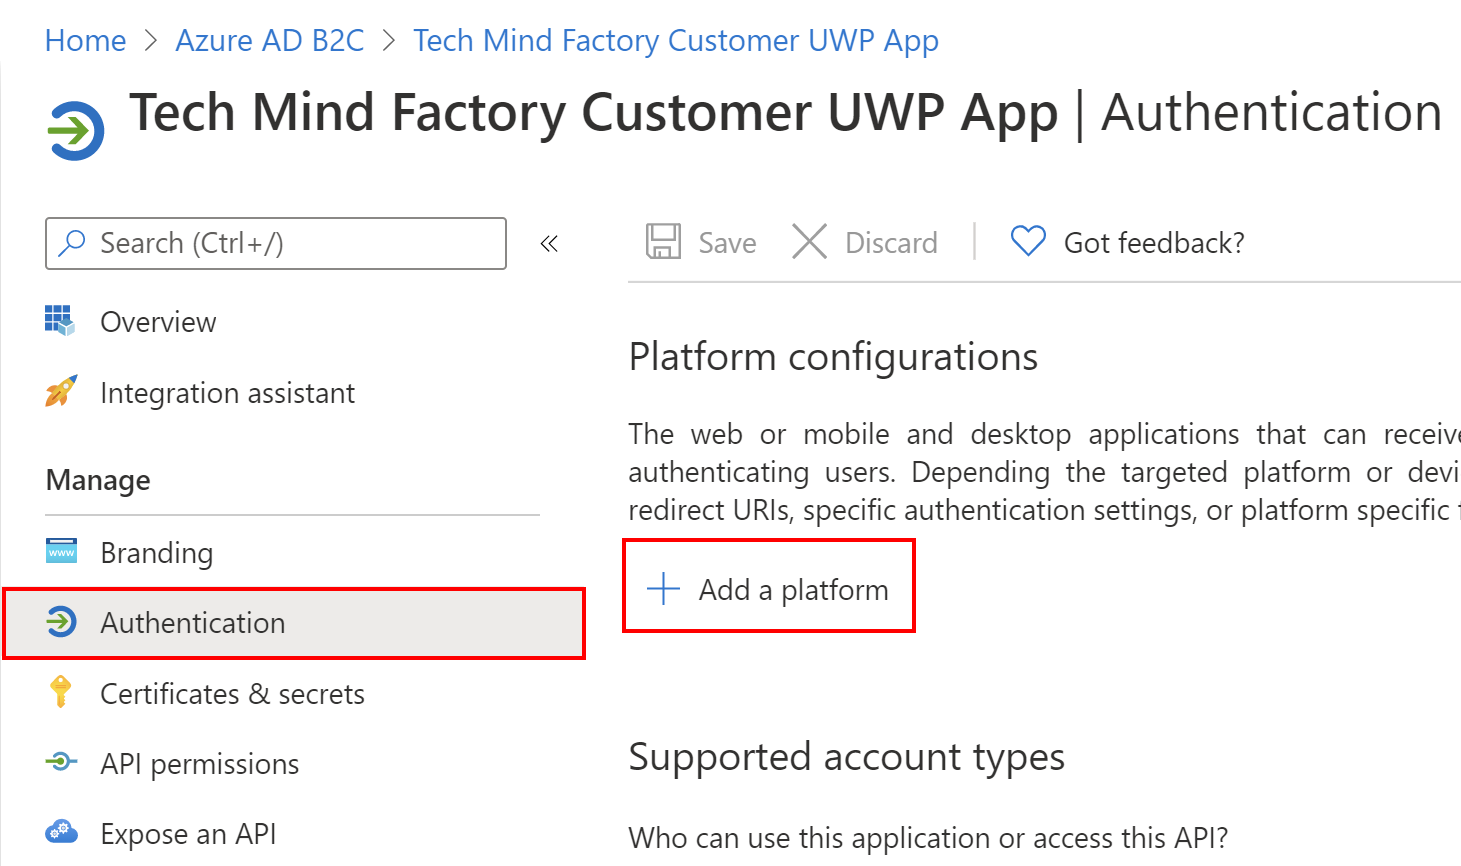 Home > Azure AD B2C > Tech Mind Factory Customer UWP App
Tech Mind Factory Customer UWP App | Authentication
Search (Ctrl+/)
«
Save
Discard
Got feedback?
Overview
Integration assistant
Manage
Branding
Authentication
Certificates & secrets
API permissions
Expose an API
Platform configurations
The web or mobile and desktop applications that can receive
authenticating users. Depending the targeted platform or devi
redirect URIs, specific authentication settings, or platform specific f
Add a platform
Supported account types
Who can use this application or access this API?